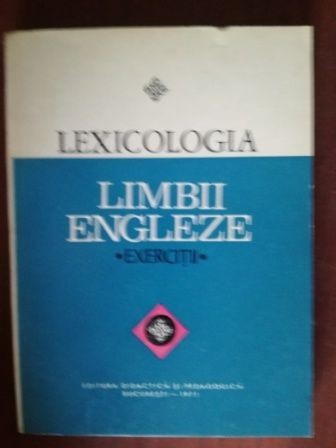 LEXICOLOGIA
LIMBII
ENGLEZE
•EXERCIȚII•
EDITURA DIDACTICĂ ȘI PEDAGOGICĂ
BUCUREȘTI — 1971